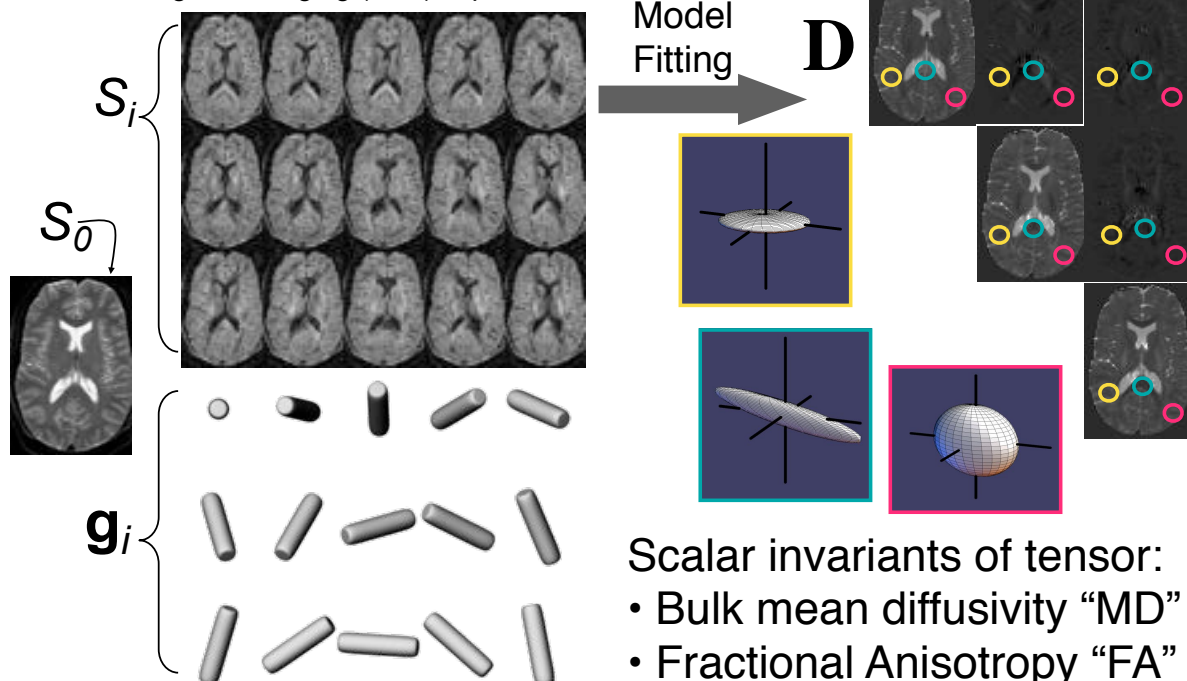 Model
Fitting
D
S_i
S_0
g_i
Scalar invariants of tensor:
• Bulk mean diffusivity “MD”
• Fractional Anisotropy “FA”